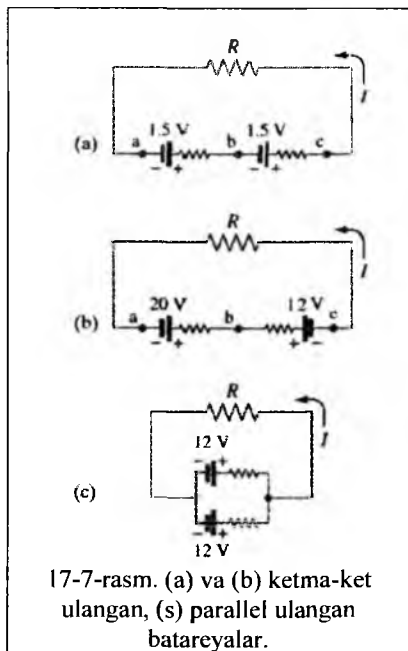 R
I
1.5 V 1.5 V
(a) a b c
− + − +
R
I
20 V 12 V
(b) a b c
− + + −
R
I
12 V
− +
(c)
− +
12 V
17-7-rasm. (a) va (b) ketma-ket
ulangan, (s) parallel ulangan
batareyalar.